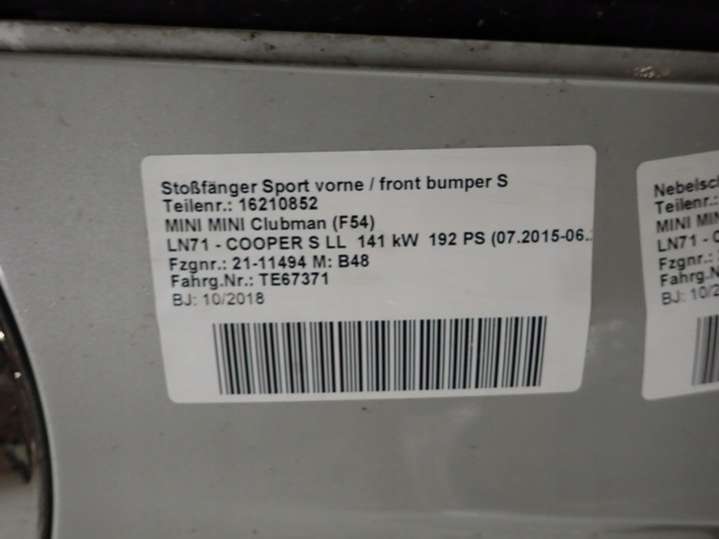 Stoßfänger Sport vorne / front bumper S
Teilenr.: 16210852
MINI MINI Clubman (F54)
LN71 - COOPER S LL 141 kW 192 PS (07.2015-06.
Fzgnr.: 21-11494 M: B48
Fahrg.Nr.: TE67371
BJ: 10/2018
Nebelsc
Teilenr.:
MINI MIN
LN71 - C
Fzgnr.:
Fahrg.N
BJ: 10/2